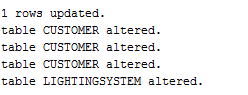 1 rows updated.
table CUSTOMER altered.
table CUSTOMER altered.
table CUSTOMER altered.
table LIGHTINGSYSTEM altered.